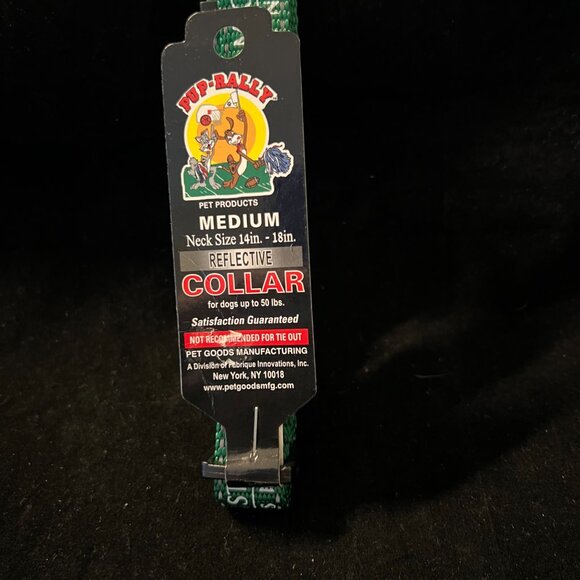 PUP-RALLY
PET PRODUCTS
MEDIUM
Neck Size 14in. - 18in.
REFLECTIVE
COLLAR
for dogs up to 50 lbs.
Satisfaction Guaranteed
NOT RECOMMENDED FOR TIE OUT
PET GOODS MANUFACTURING
A Division of Fabrique Innovations, Inc.
New York, NY 10018
www.petgoodsmfg.com